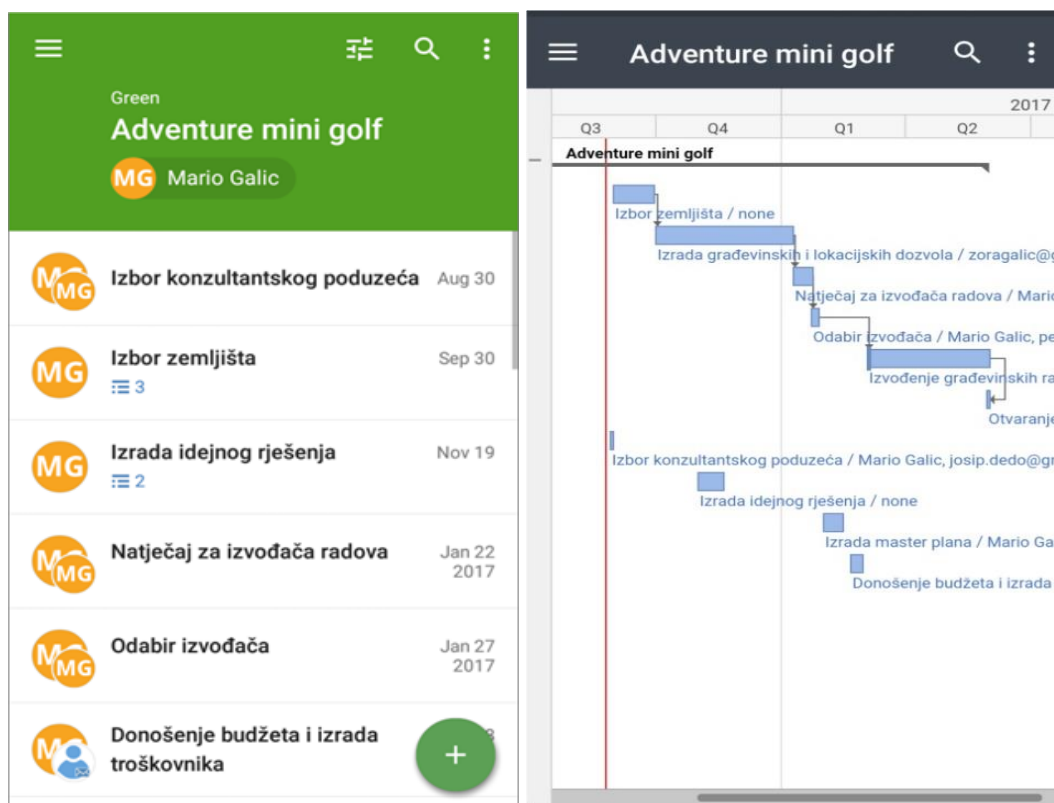 Green
Adventure mini golf
MG Mario Galic
MG Izbor konzultantskog poduzeća Aug 30
MG Izbor zemljišta Sep 30
3
MG Izrada idejnog rješenja Nov 19
2
MG Natječaj za izvođača radova Jan 22
2017
MG Odabir izvođača Jan 27
2017
Donošenje budžeta i izrada
troškovnika
+
Adventure mini golf
2017
Q3 Q4 Q1 Q2
Adventure mini golf
Izbor zemljišta / none
Izrada građevinskih i lokacijskih dozvola / zoragalic@g
Natječaj za izvođača radova / Mario
Odabir izvođača / Mario Galic, pe
Izvođenje građevinskih ra
Otvaranje
Izbor konzultantskog poduzeća / Mario Galic, josip.dedo@gr
Izrada idejnog rješenja / none
Izrada master plana / Mario Ga
Donošenje budžeta i izrada